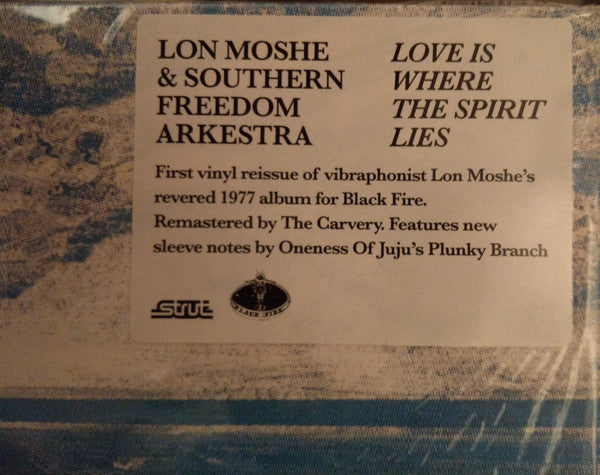 LON MOSHE
& SOUTHERN
FREEDOM
ARKESTRA
LOVE IS
WHERE
THE SPIRIT
LIES
First vinyl reissue of vibraphonist Lon Moshe's
revered 1977 album for Black Fire.
Remastered by The Carvery. Features new
sleeve notes by Oneness Of Juju's Plunky Branch
Strut
BLACK FIRE